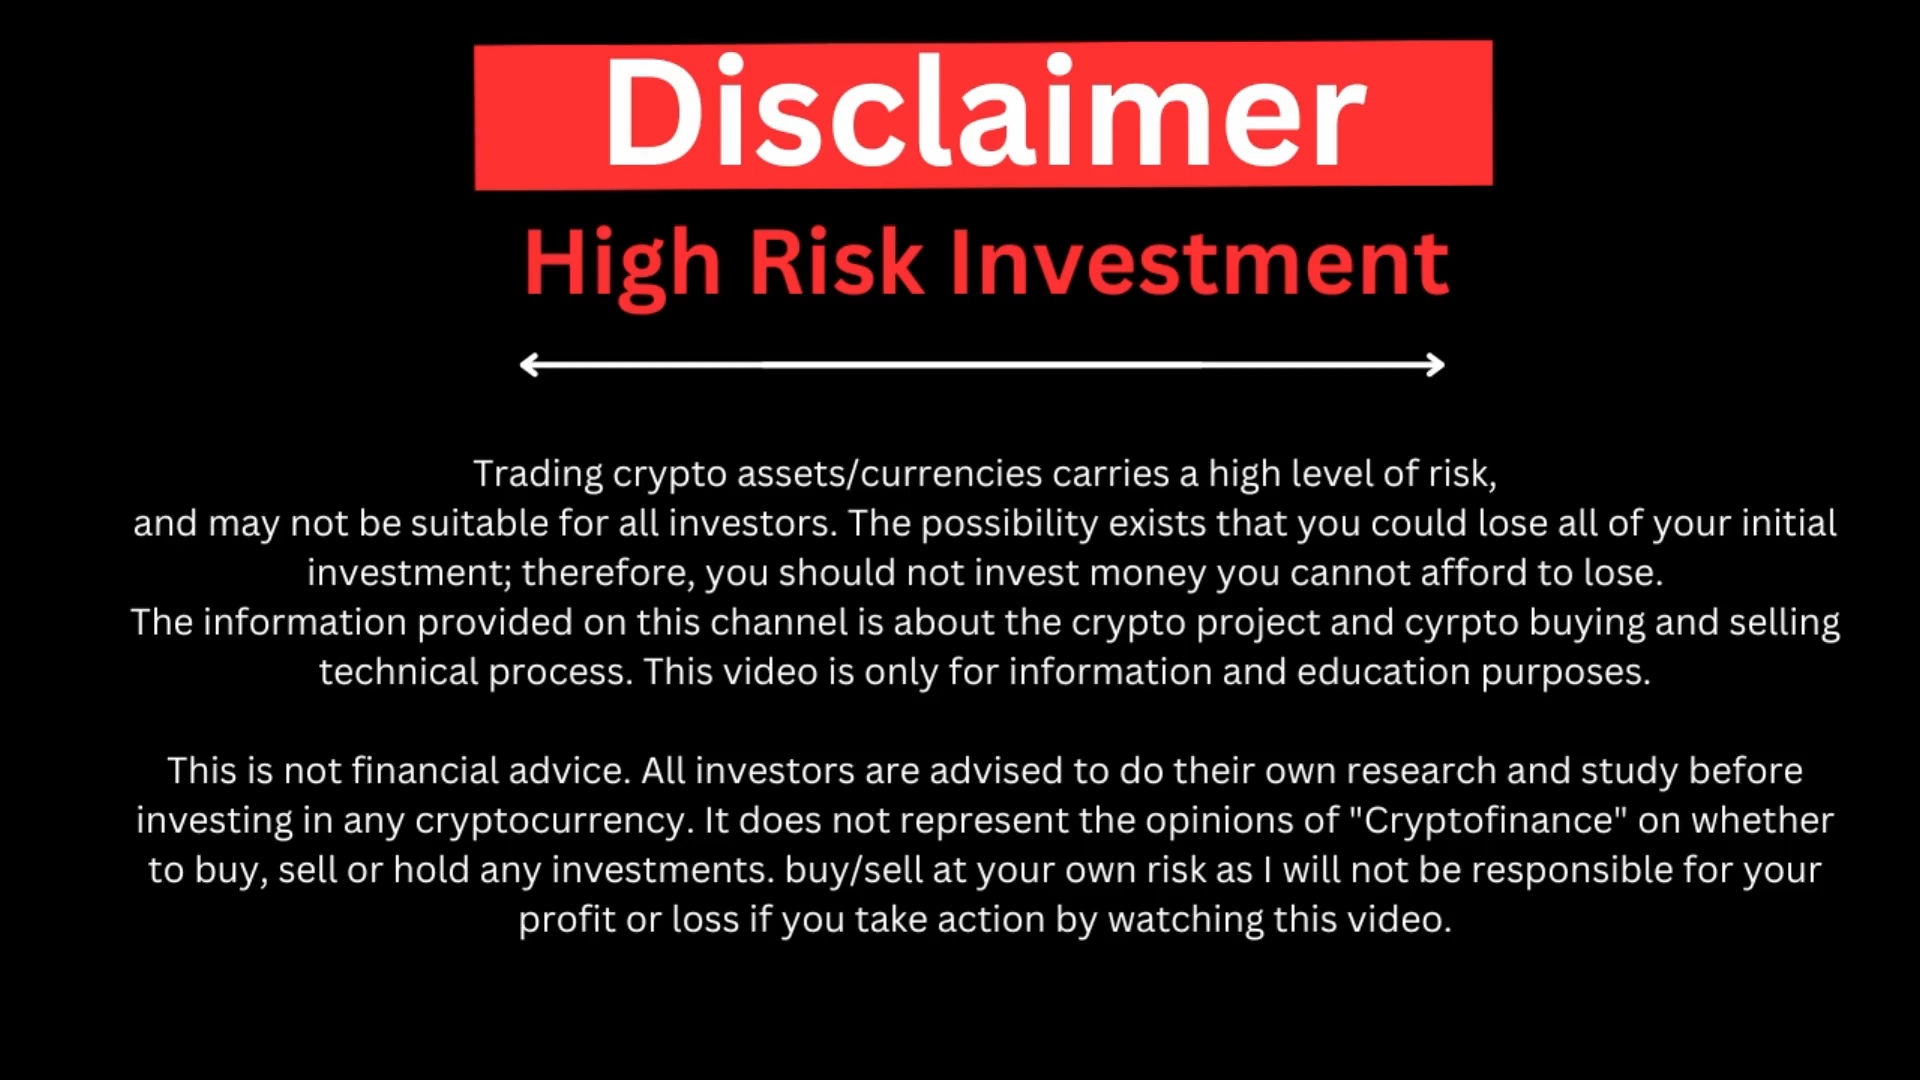 Disclaimer
High Risk Investment
Trading crypto assets/currencies carries a high level of risk,
and may not be suitable for all investors. The possibility exists that you could lose all of your initial
investment; therefore, you should not invest money you cannot afford to lose.
The information provided on this channel is about the crypto project and cyrpto buying and selling
technical process. This video is only for information and education purposes.
This is not financial advice. All investors are advised to do their own research and study before
investing in any cryptocurrency. It does not represent the opinions of "Cryptofinance" on whether
to buy, sell or hold any investments. buy/sell at your own risk as I will not be responsible for your
profit or loss if you take action by watching this video.